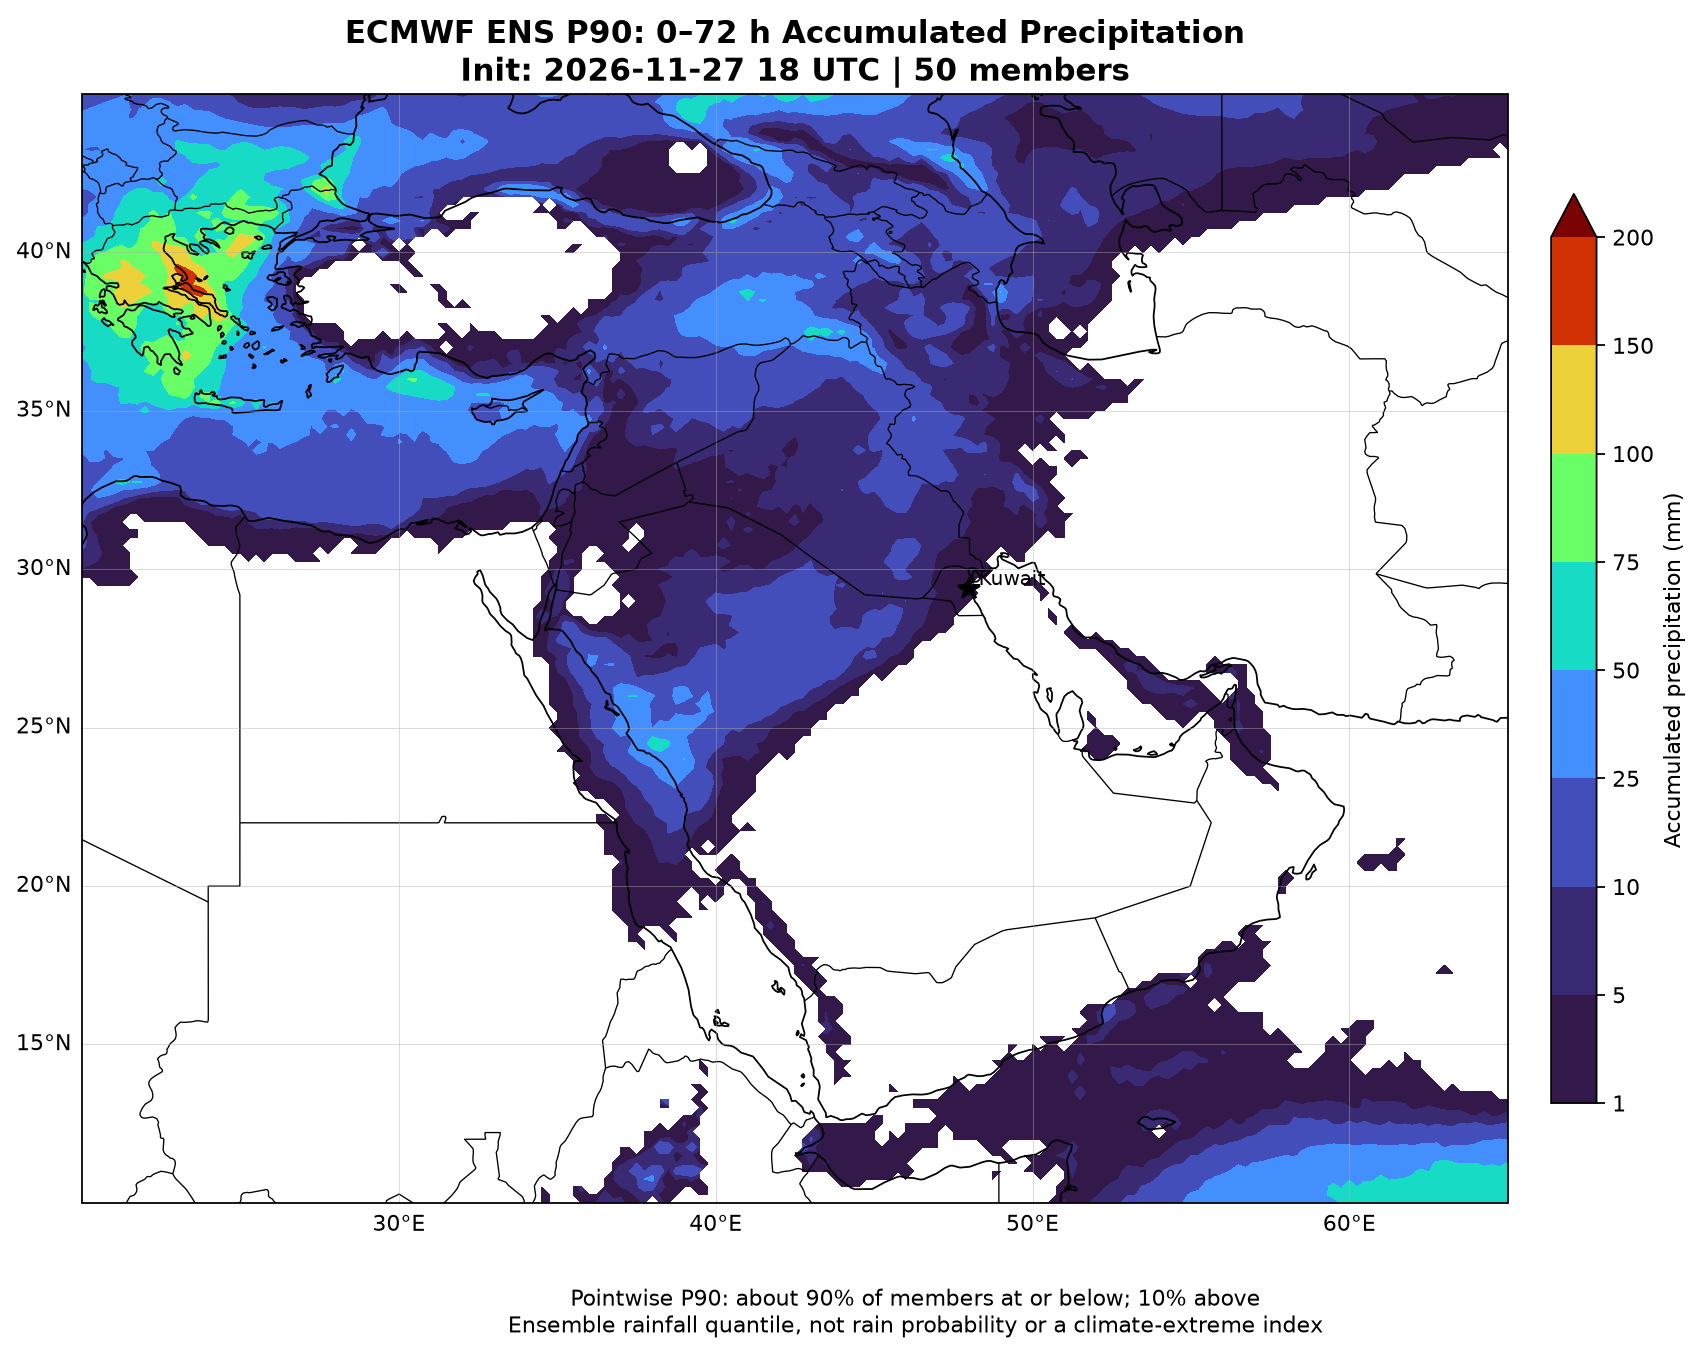 ECMWF ENS P90: 0–72 h Accumulated Precipitation
Init: 2026-11-27 18 UTC | 50 members
40°N
35°N
30°N
25°N
20°N
15°N
30°E
40°E
50°E
60°E
Kuwait
200
150
100
75
50
25
10
5
1
Accumulated precipitation (mm)
Pointwise P90: about 90% of members at or below; 10% above
Ensemble rainfall quantile, not rain probability or a climate-extreme index